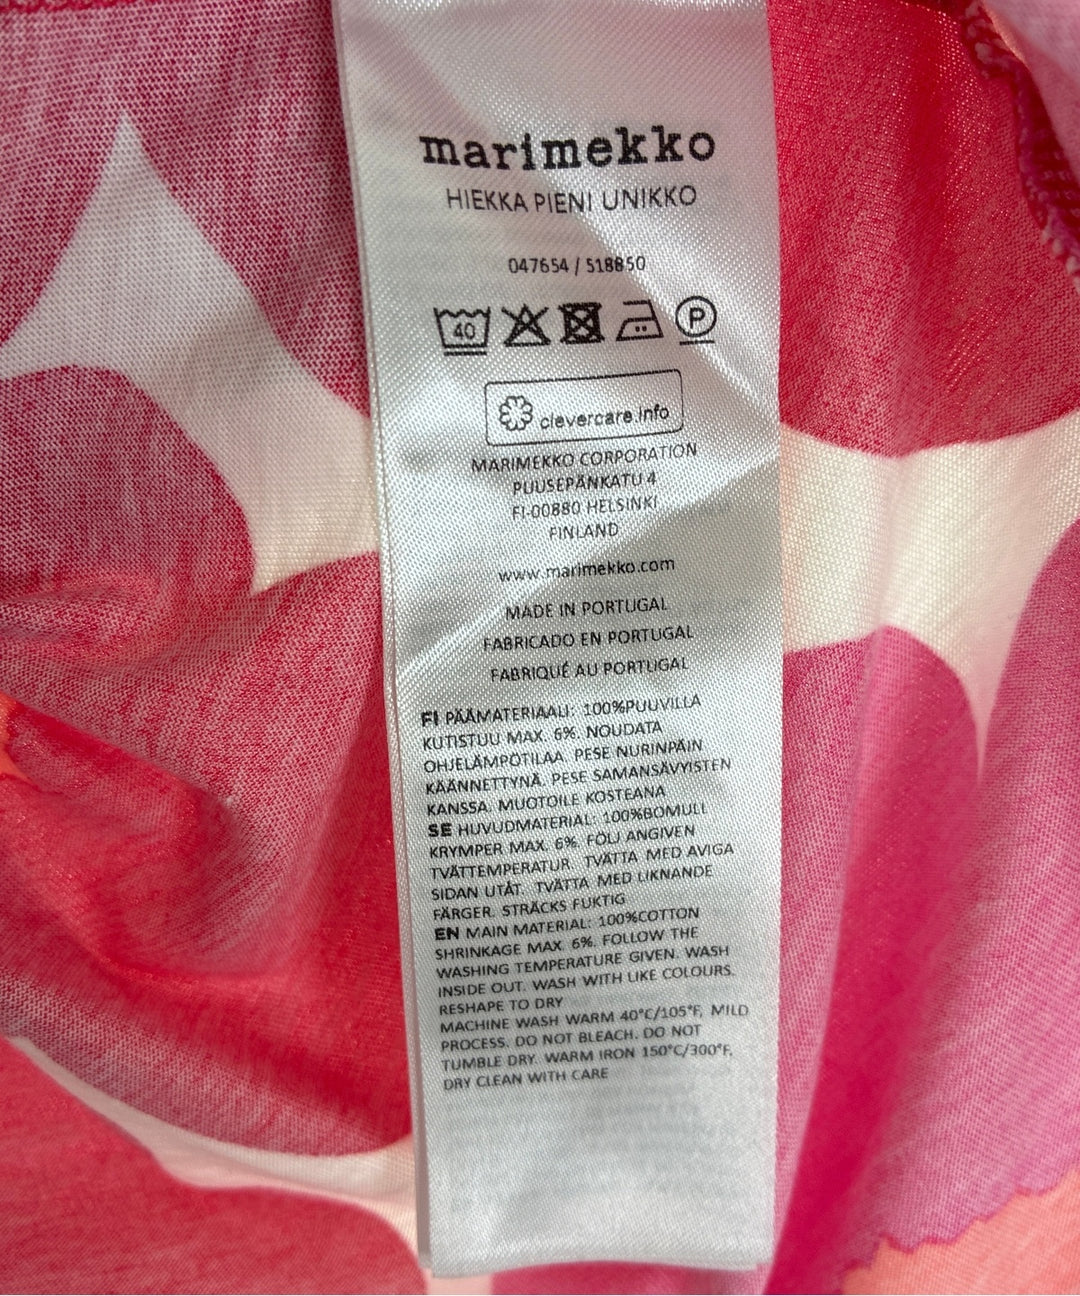 marimekko
HIEKKA PIENI UNIKKO
047654 / 518850
40 P
clevercare.info
MARIMEKKO CORPORATION
PUUSEPÄNKATU 4
FI-00880 HELSINKI
FINLAND
www.marimekko.com
MADE IN PORTUGAL
FABRICADO EN PORTUGAL
FABRIQUÉ AU PORTUGAL
FI PÄÄMATERIAALI: 100%PUUVILLA
KUTISTUU MAX. 6%. NOUDATA
OHJELÄMPÖTILAA. PESE NURINPÄIN
KÄÄNNETTYNÄ. PESE SAMANSÄVYISTEN
KANSSA. MUOTOILE KOSTEANA
SE HUVUDMATERIAL: 100%BOMULL
KRYMPER MAX. 6%. FÖLJ ANGIVEN
TVÄTTEMPERATUR. TVÄTTA MED AVIGA
SIDAN UTÅT. TVÄTTA MED LIKNANDE
FÄRGER. STRÄCKS FUKTIG
EN MAIN MATERIAL: 100%COTTON
SHRINKAGE MAX. 6%. FOLLOW THE
WASHING TEMPERATURE GIVEN. WASH
INSIDE OUT. WASH WITH LIKE COLOURS.
RESHAPE TO DRY
MACHINE WASH WARM 40°C/105°F, MILD
PROCESS. DO NOT BLEACH. DO NOT
TUMBLE DRY. WARM IRON 150°C/300°F.
DRY CLEAN WITH CARE